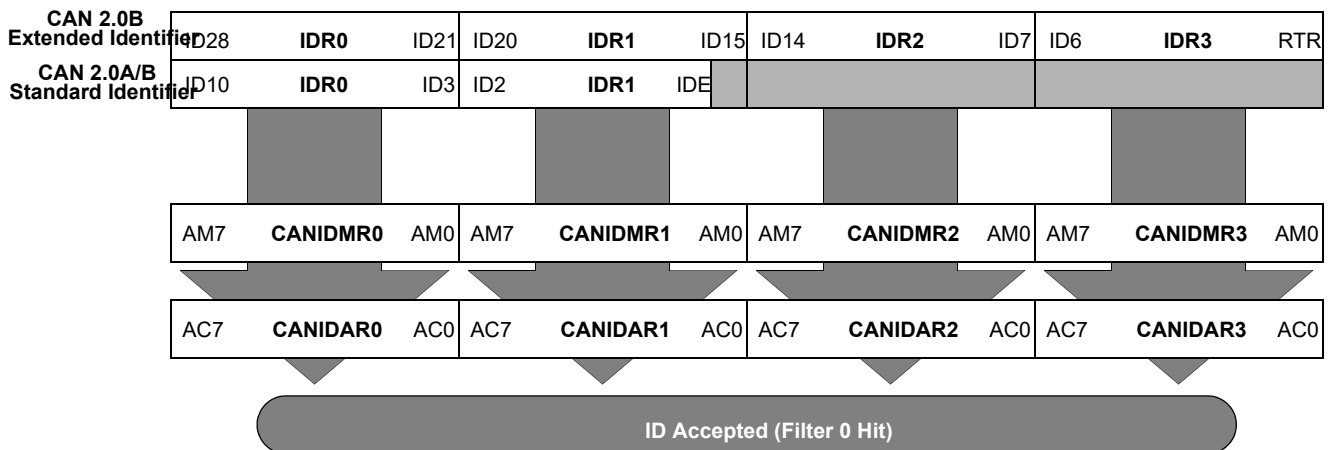 CAN 2.0B
Extended Identifier
ID28 IDR0 ID21 ID20 IDR1 ID15 ID14 IDR2 ID7 ID6 IDR3 RTR
CAN 2.0A/B
Standard Identifier
ID10 IDR0 ID3 ID2 IDR1 IDE
AM7 CANIDMR0 AM0 AM7 CANIDMR1 AM0 AM7 CANIDMR2 AM0 AM7 CANIDMR3 AM0
AC7 CANIDAR0 AC0 AC7 CANIDAR1 AC0 AC7 CANIDAR2 AC0 AC7 CANIDAR3 AC0
ID Accepted (Filter 0 Hit)